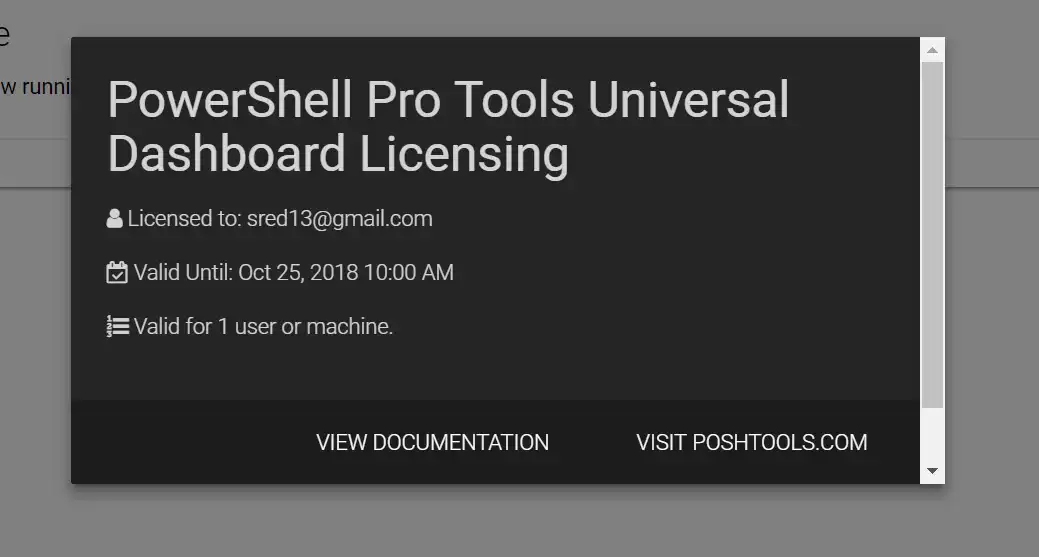 e
w runni
PowerShell Pro Tools Universal
Dashboard Licensing
Licensed to: sred13@gmail.com
Valid Until: Oct 25, 2018 10:00 AM
Valid for 1 user or machine.
VIEW DOCUMENTATION VISIT POSHTOOLS.COM